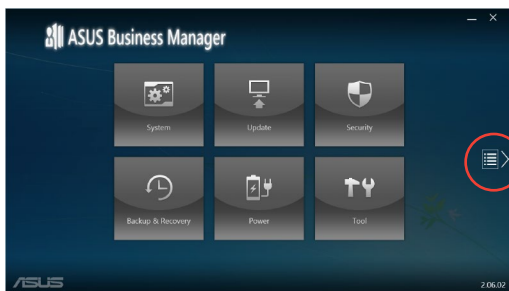 ASUS Business Manager
System
Update
Security
Backup & Recovery
Power
Tool
ASUS
2.06.02